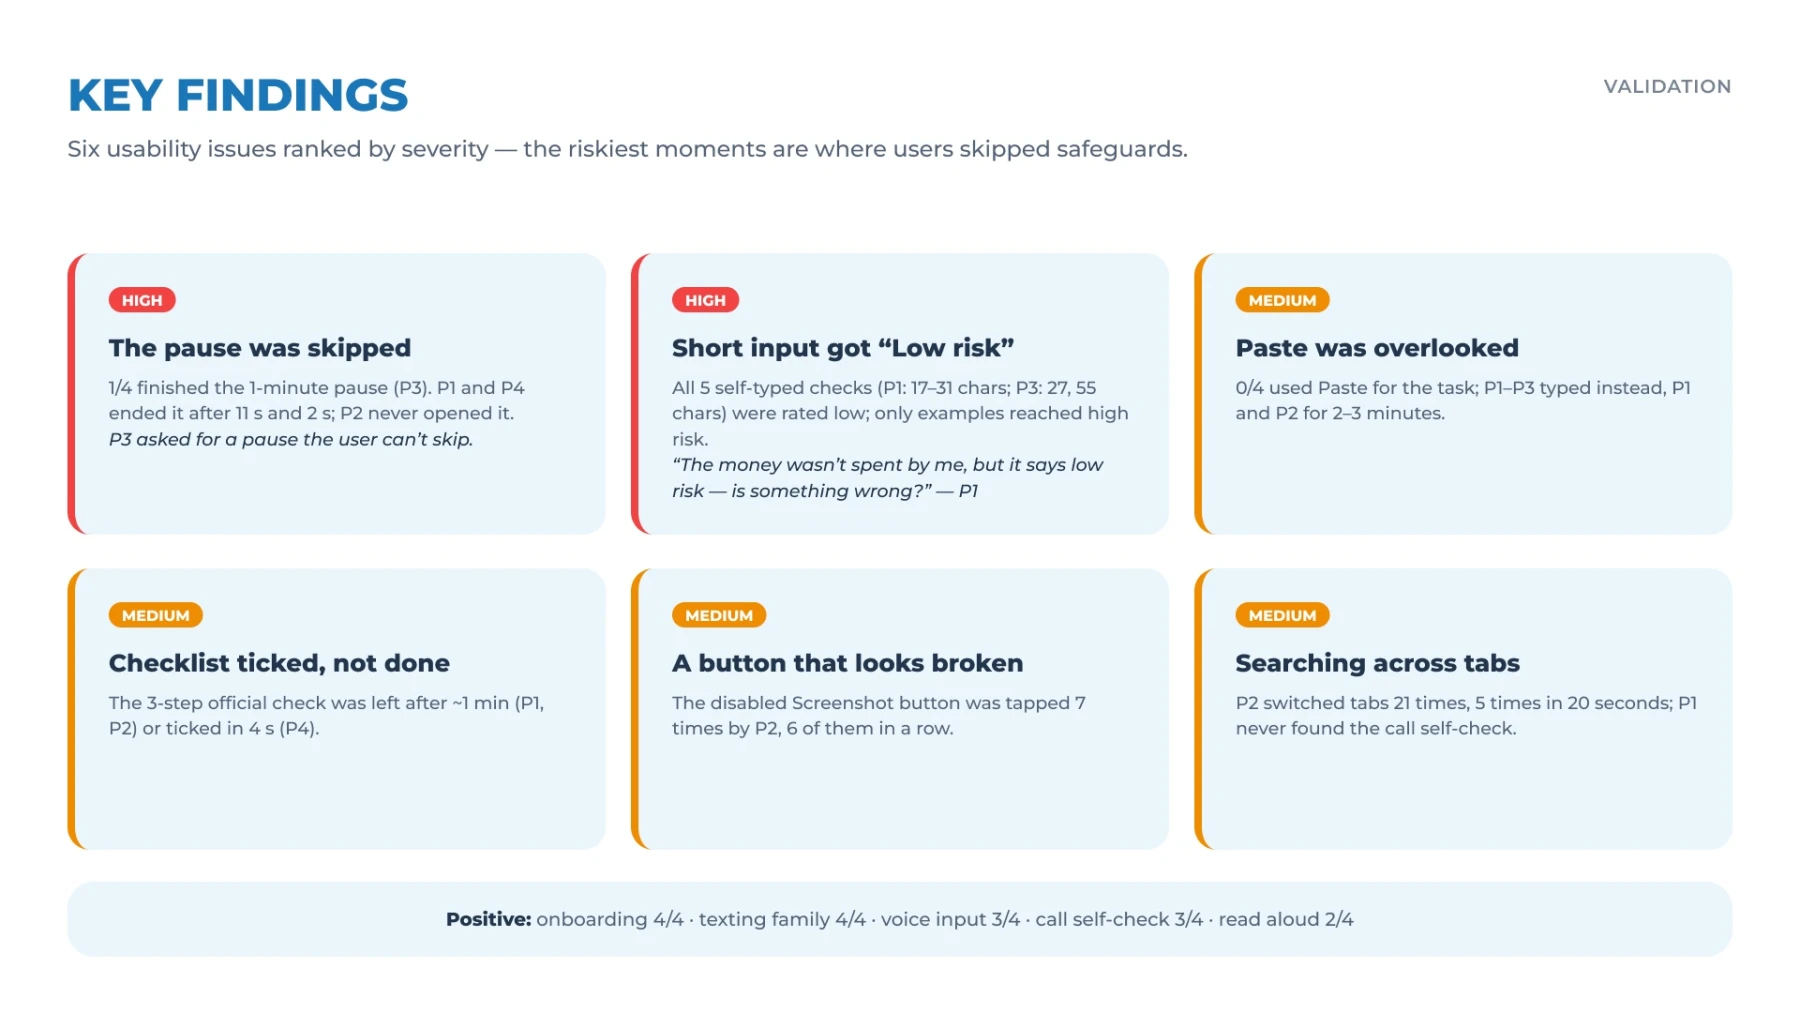 KEY FINDINGS
VALIDATION
Six usability issues ranked by severity — the riskiest moments are where users skipped safeguards.
HIGH
The pause was skipped
1/4 finished the 1-minute pause (P3). P1 and P4
ended it after 11 s and 2 s; P2 never opened it.
P3 asked for a pause the user can’t skip.
HIGH
Short input got “Low risk”
All 5 self-typed checks (P1: 17–31 chars; P3: 27, 55
chars) were rated low; only examples reached high
risk.
“The money wasn’t spent by me, but it says low
risk — is something wrong?” — P1
MEDIUM
Paste was overlooked
0/4 used Paste for the task; P1–P3 typed instead, P1
and P2 for 2–3 minutes.
MEDIUM
Checklist ticked, not done
The 3-step official check was left after ~1 min (P1,
P2) or ticked in 4 s (P4).
MEDIUM
A button that looks broken
The disabled Screenshot button was tapped 7
times by P2, 6 of them in a row.
MEDIUM
Searching across tabs
P2 switched tabs 21 times, 5 times in 20 seconds; P1
never found the call self-check.
Positive: onboarding 4/4 · texting family 4/4 · voice input 3/4 · call self-check 3/4 · read aloud 2/4